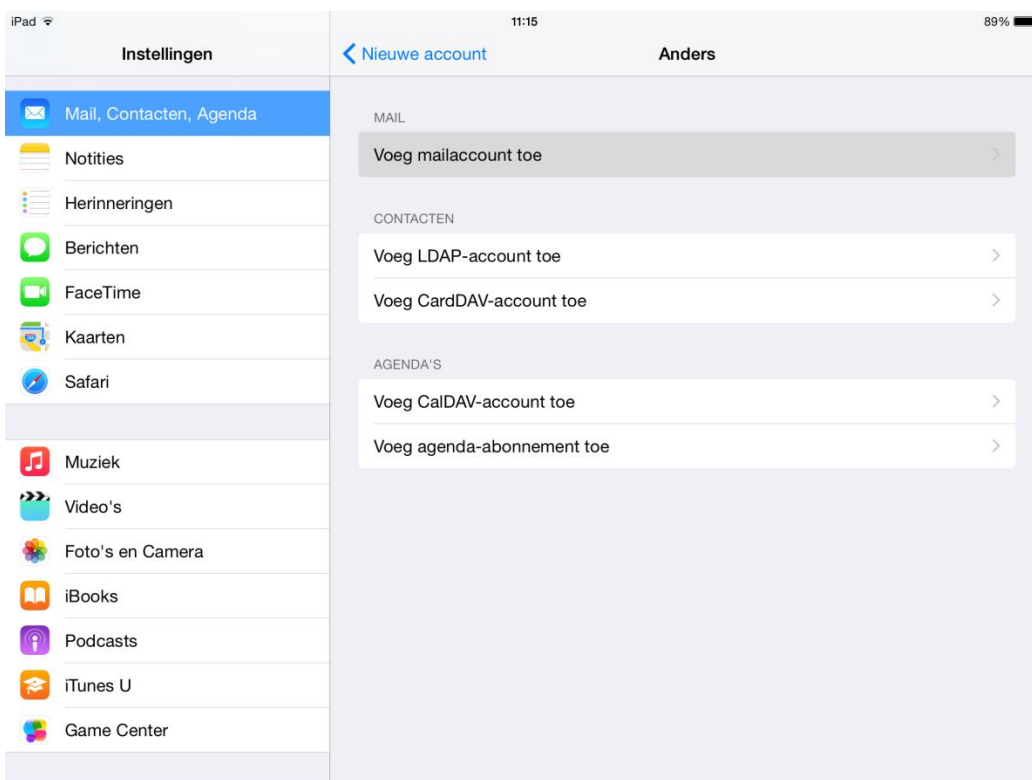 iPad 11:15 89%
Instellingen
Nieuwe account Anders
Mail, Contacten, Agenda
Notities
Herinneringen
Berichten
FaceTime
Kaarten
Safari
Muziek
Video's
Foto's en Camera
iBooks
Podcasts
iTunes U
Game Center
MAIL
Voeg mailaccount toe
CONTACTEN
Voeg LDAP-account toe
Voeg CardDAV-account toe
AGENDA'S
Voeg CalDAV-account toe
Voeg agenda-abonnement toe